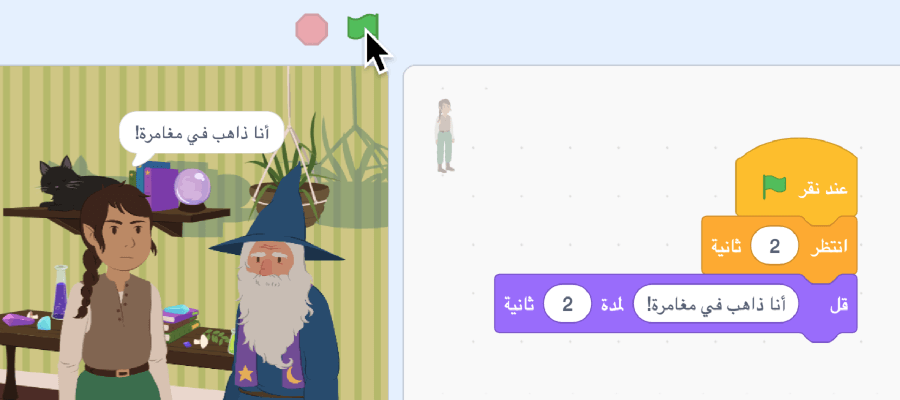 أنا ذاهب في مغامرة!
عند نقر
انتظر 2 ثانية
قل أنا ذاهب في مغامرة! لمدة 2 ثانية